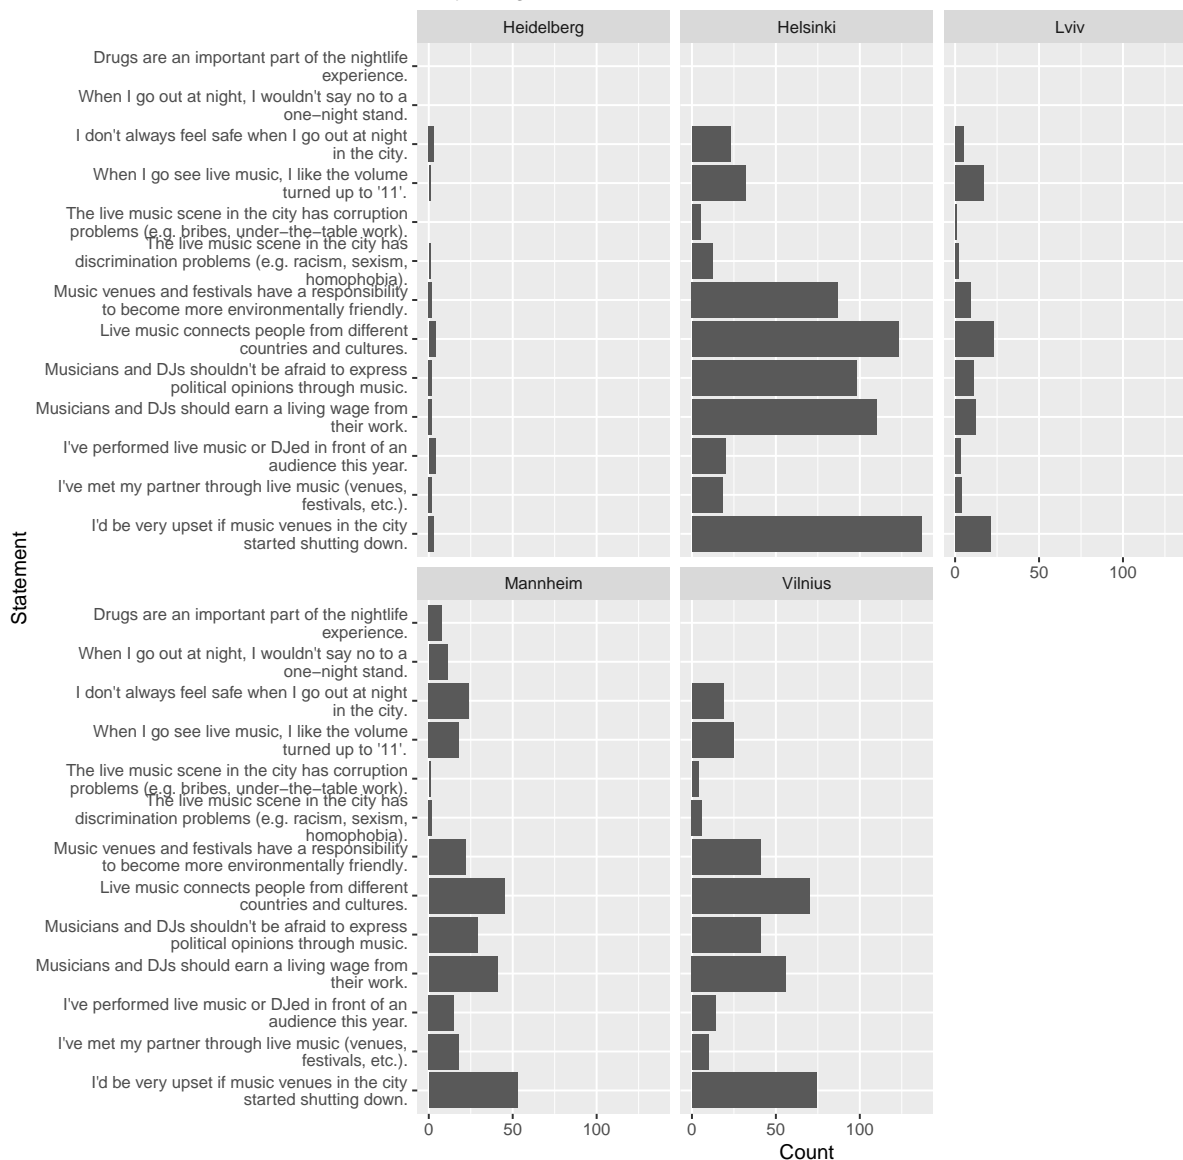 Heidelberg
Helsinki
Lviv
Drugs are an important part of the nightlife
experience.
When I go out at night, I wouldn't say no to a
one−night stand.
I don't always feel safe when I go out at night
in the city.
When I go see live music, I like the volume
turned up to '11'.
The live music scene in the city has corruption
problems (e.g. bribes, under−the−table work).
The live music scene in the city has
discrimination problems (e.g. racism, sexism,
homophobia).
Music venues and festivals have a responsibility
to become more environmentally friendly.
Live music connects people from different
countries and cultures.
Musicians and DJs shouldn't be afraid to express
political opinions through music.
Musicians and DJs should earn a living wage from
their work.
I've performed live music or DJed in front of an
audience this year.
I've met my partner through live music (venues,
festivals, etc.).
I'd be very upset if music venues in the city
started shutting down.
0 50 100
Statement
Mannheim
Vilnius
Drugs are an important part of the nightlife
experience.
When I go out at night, I wouldn't say no to a
one−night stand.
I don't always feel safe when I go out at night
in the city.
When I go see live music, I like the volume
turned up to '11'.
The live music scene in the city has corruption
problems (e.g. bribes, under−the−table work).
The live music scene in the city has
discrimination problems (e.g. racism, sexism,
homophobia).
Music venues and festivals have a responsibility
to become more environmentally friendly.
Live music connects people from different
countries and cultures.
Musicians and DJs shouldn't be afraid to express
political opinions through music.
Musicians and DJs should earn a living wage from
their work.
I've performed live music or DJed in front of an
audience this year.
I've met my partner through live music (venues,
festivals, etc.).
I'd be very upset if music venues in the city
started shutting down.
0 50 100
0 50 100
Count